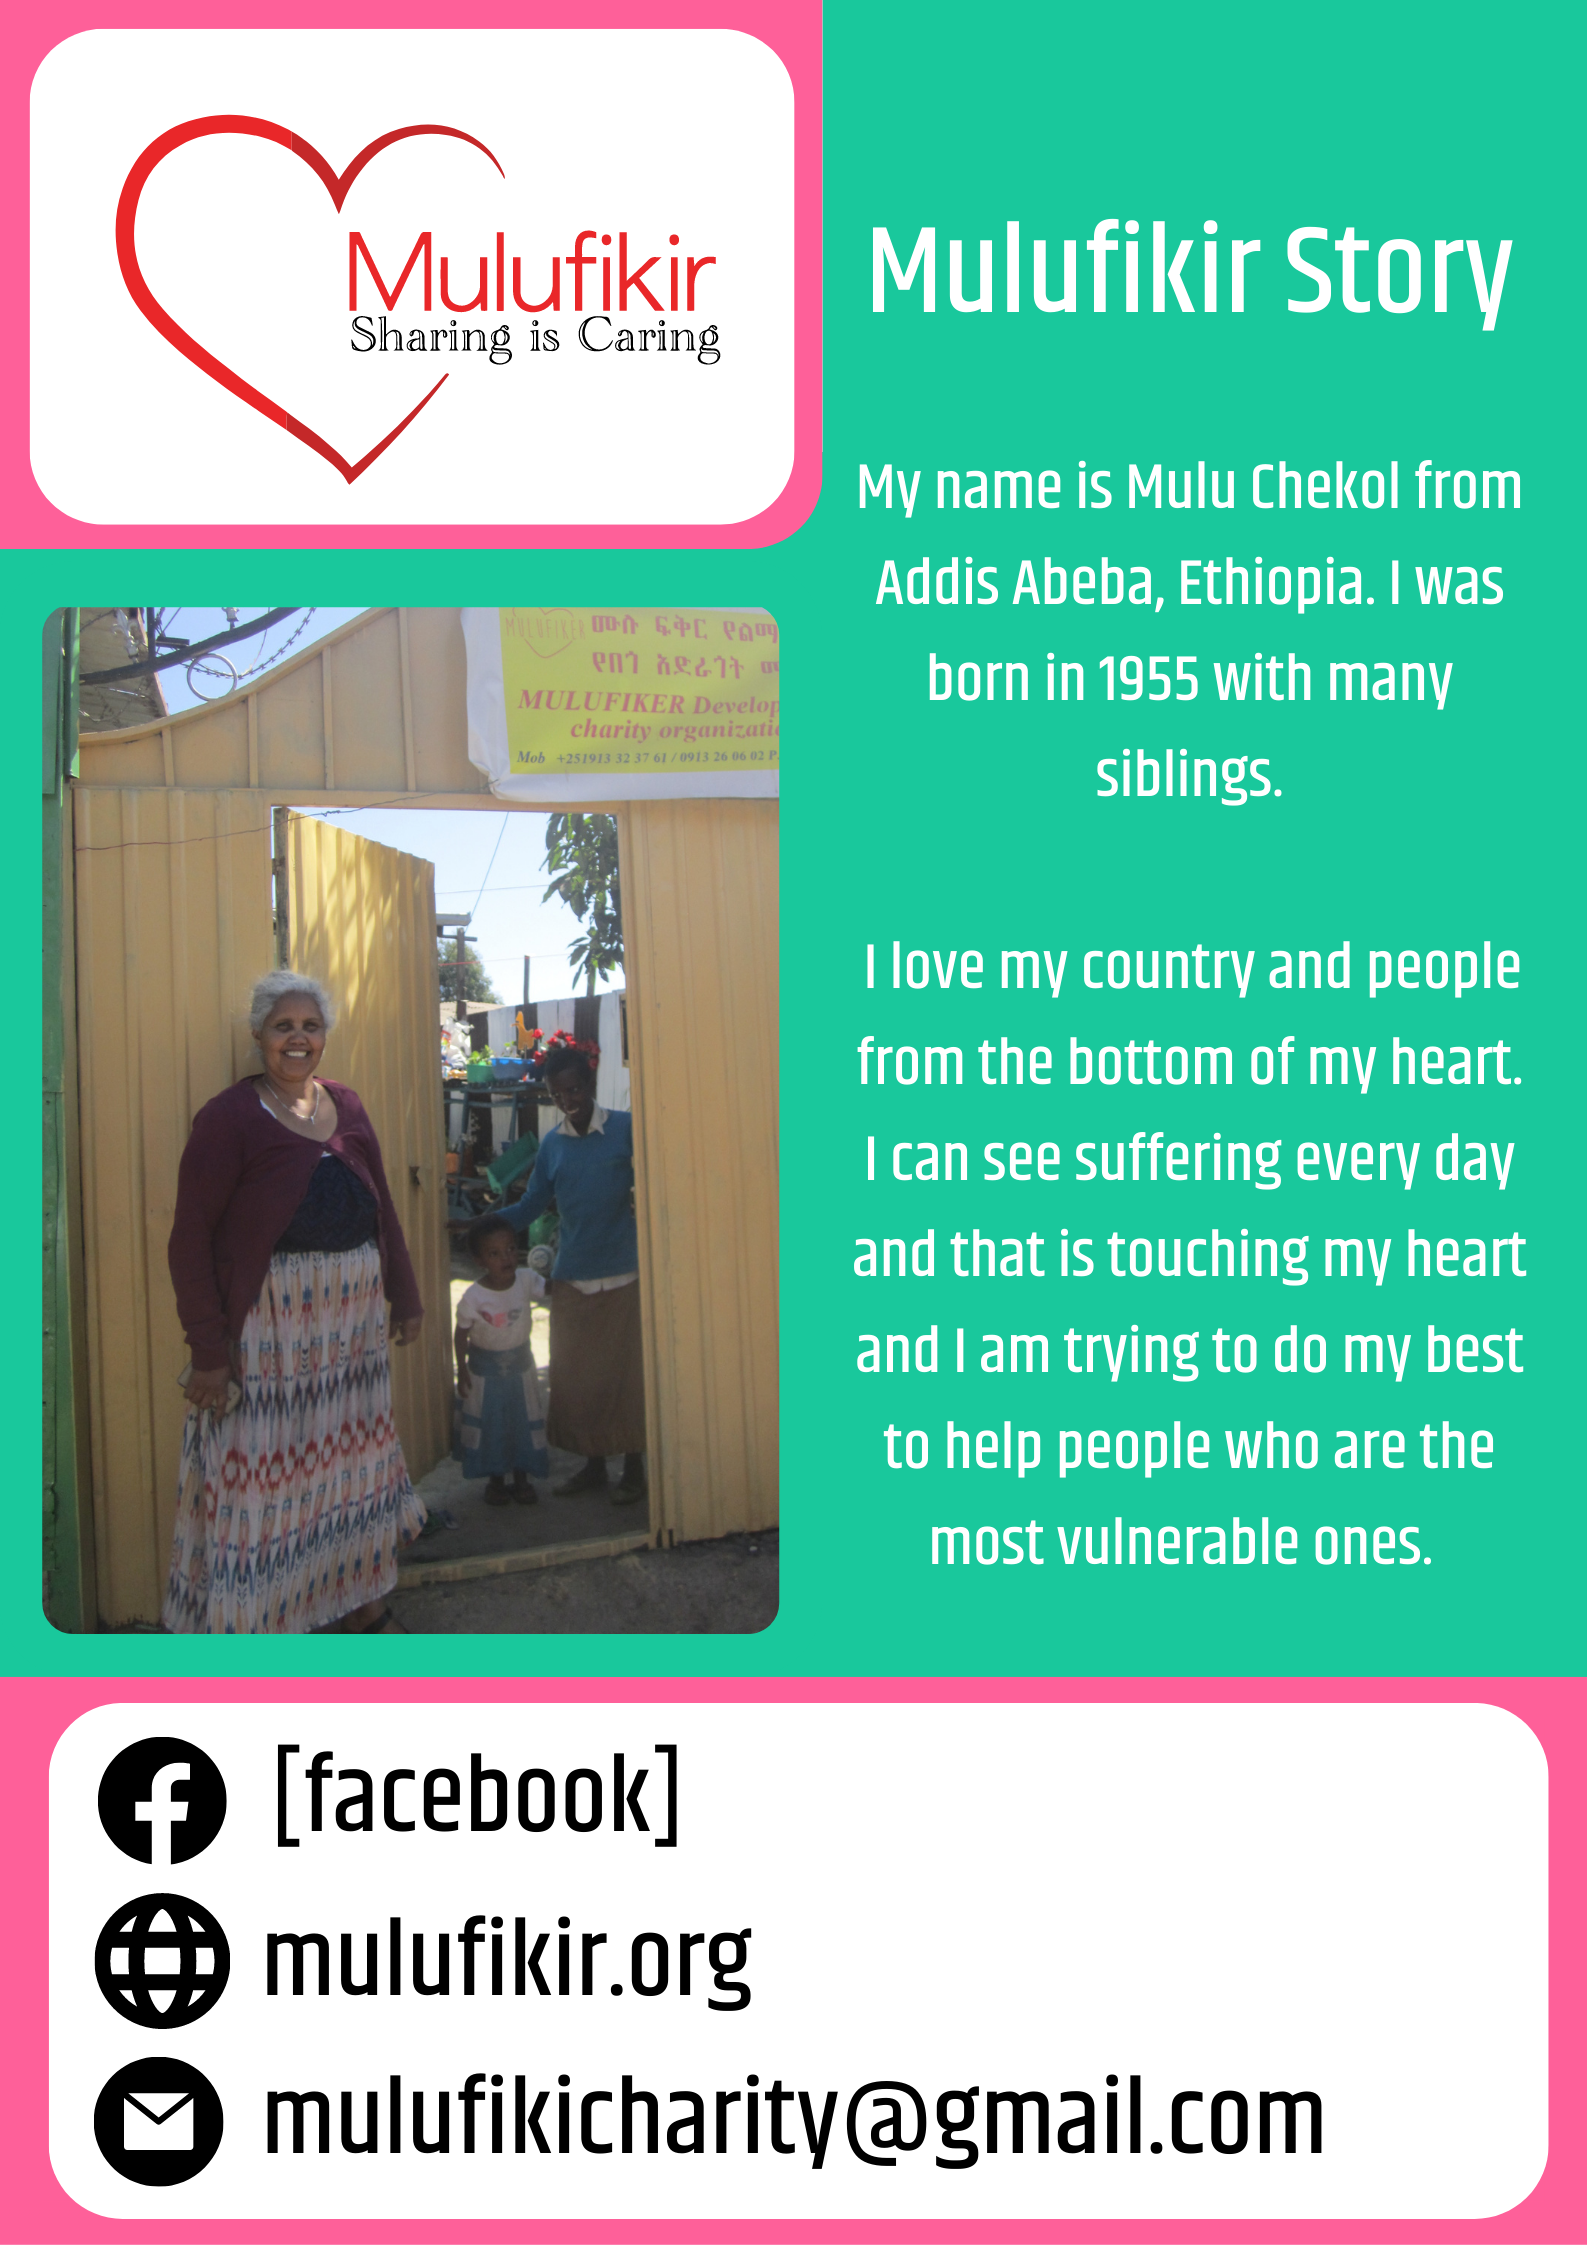 Mulufikir
Sharing is Caring
Mulufikir Story
My name is Mulu Chekol from
Addis Abeba, Ethiopia. I was
born in 1955 with many
siblings.
I love my country and people
from the bottom of my heart.
I can see suffering every day
and that is touching my heart
and I am trying to do my best
to help people who are the
most vulnerable ones.
MULUFIKER
ሙሉ ፍቅር የልማ
የበጎ አድራጎት
MULUFIKER Develop
charity organizatio
Mob +251913 32 37 61 / 0913 26 06 02 P.
[facebook]
mulufikir.org
mulufikicharity@gmail.com